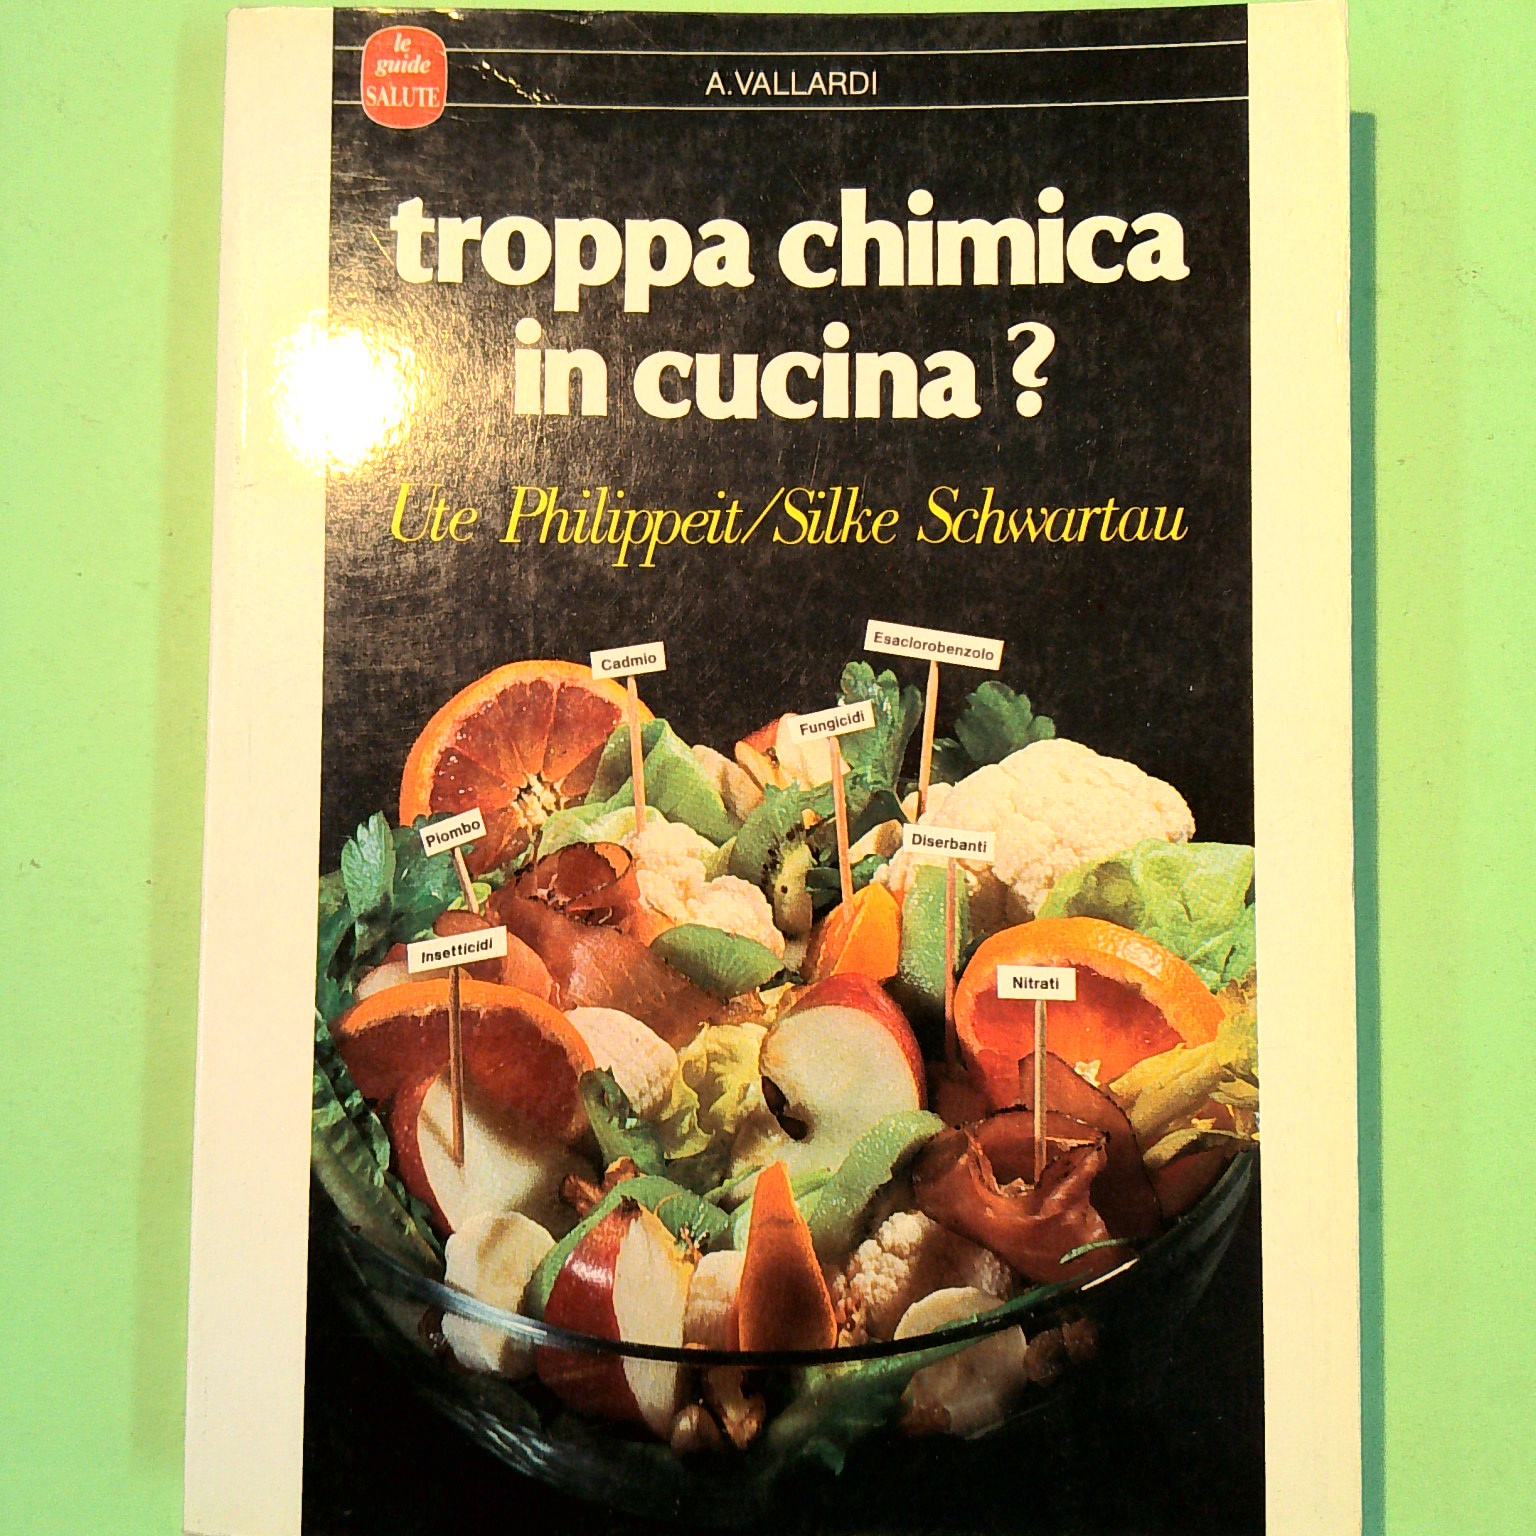 le
guide
SALUTE
A.VALLARDI
troppa chimica
in cucina ?
Ute Philippeit/Silke Schwartau
Esaclorobenzolo
Cadmio
Fungicidi
Piombo
Diserbanti
Insetticidi
Nitrati